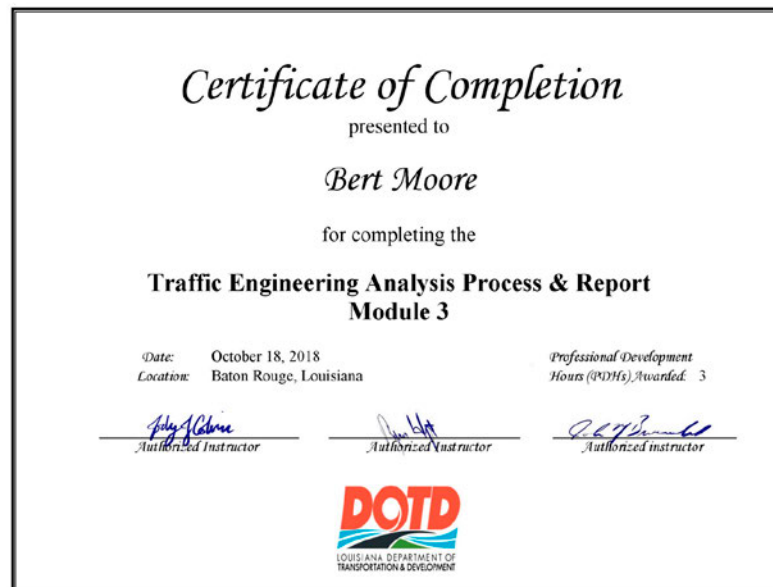 Certificate of Completion
presented to
Bert Moore
for completing the
Traffic Engineering Analysis Process & Report
Module 3
Date: October 18, 2018
Location: Baton Rouge, Louisiana
Professional Development
Hours (PDHs) Awarded: 3
Authorized Instructor
Authorized Instructor
Authorized instructor
DOTD
LOUISIANA DEPARTMENT OF
TRANSPORTATION & DEVELOPMENT